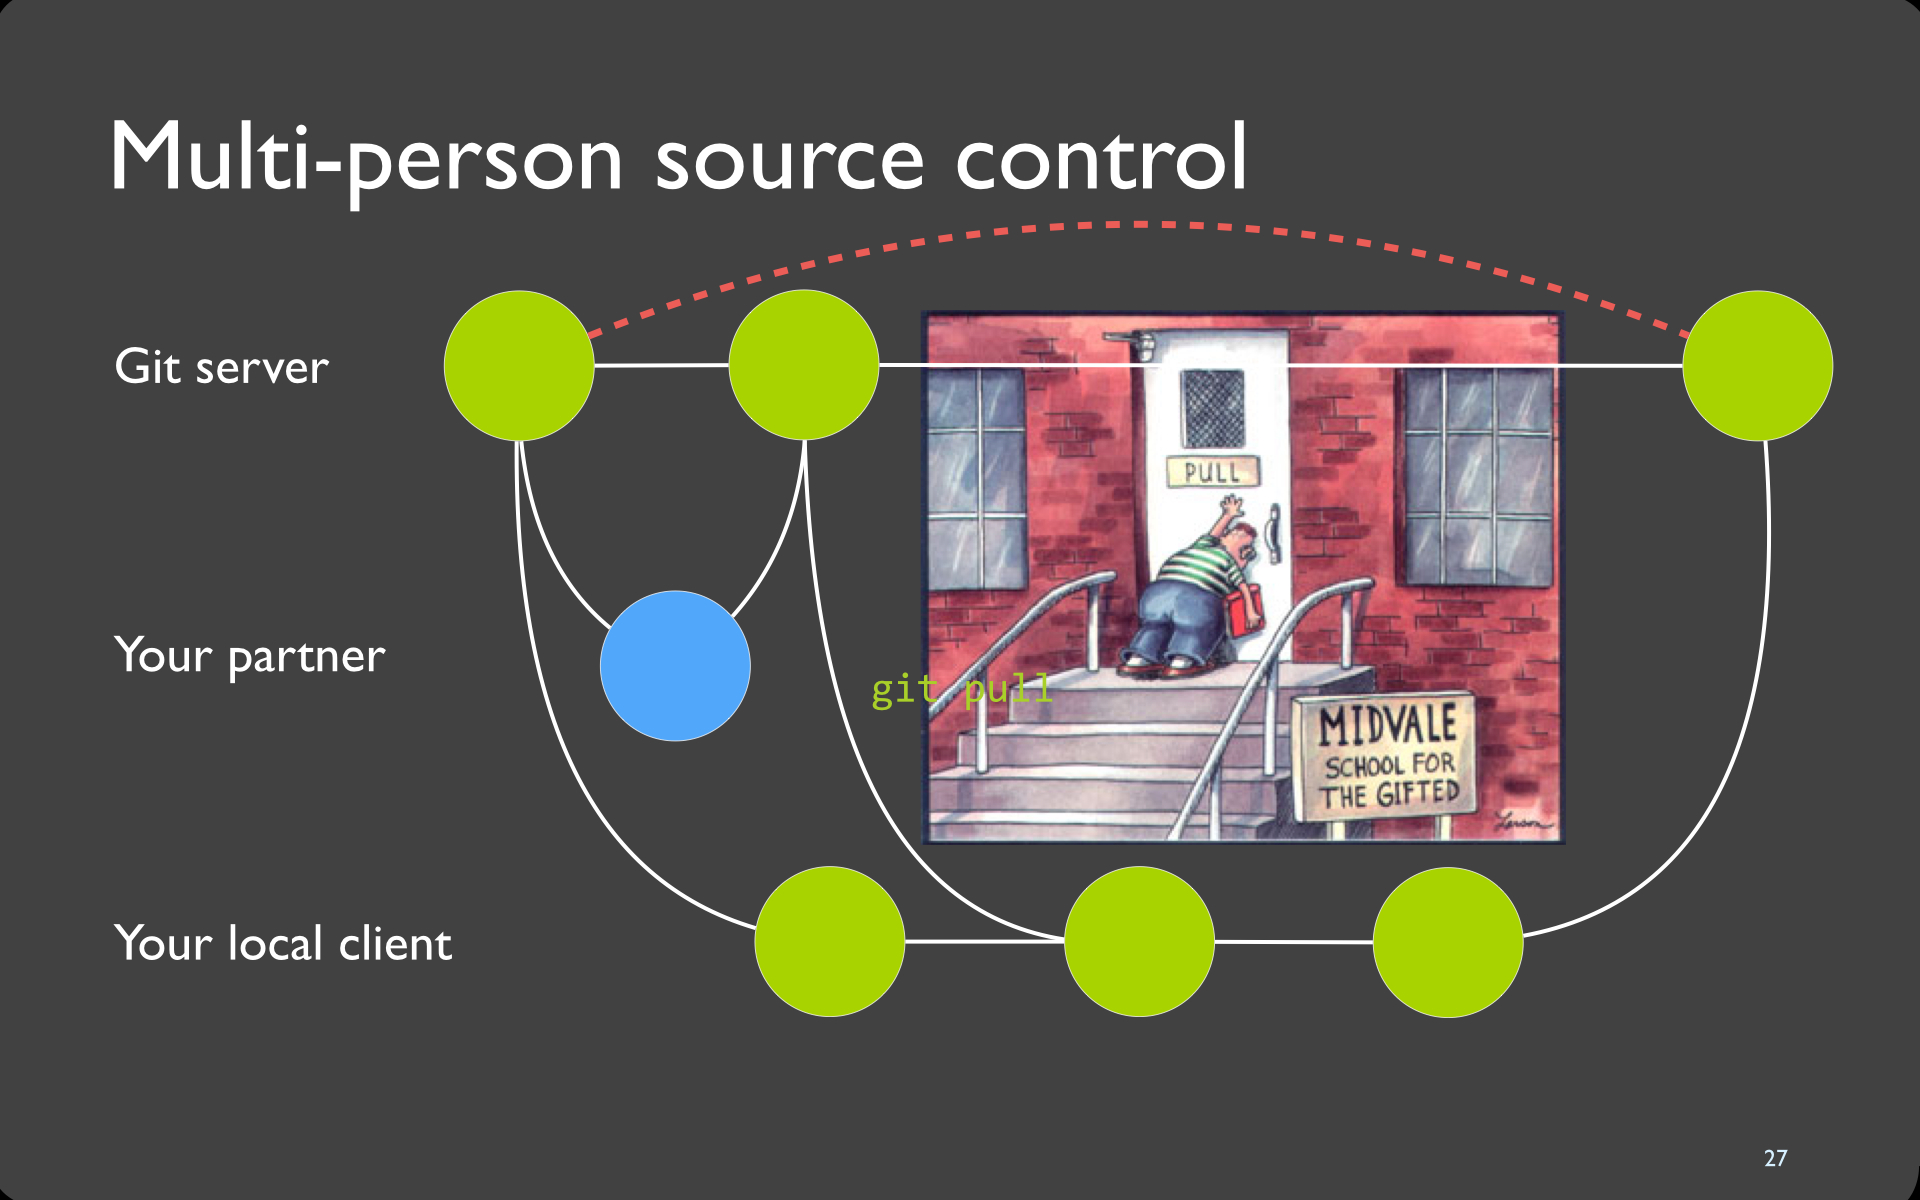 Multi-person source control
Git server
PULL
Your partner
git pull
MIDVALE
SCHOOL FOR
THE GIFTED
Larson
Your local client
27